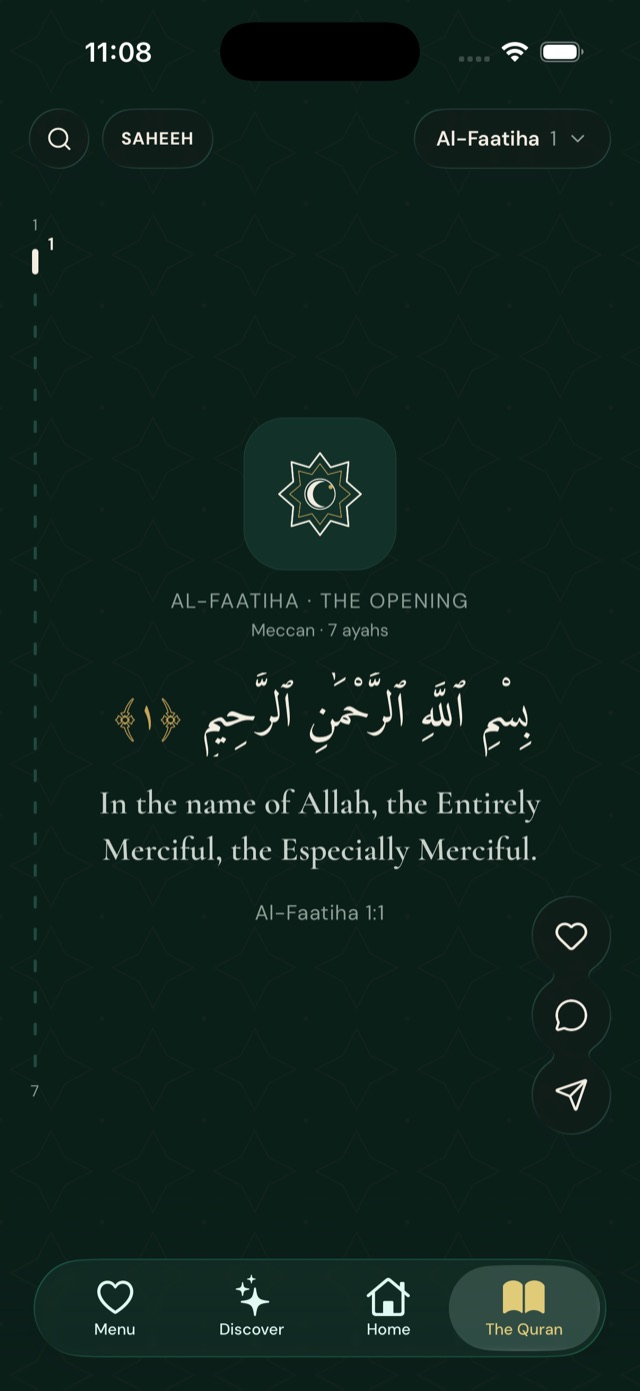 11:08
SAHEEH
Al-Faatiha 1
1
1
AL-FAATIHA · THE OPENING
Meccan · 7 ayahs
بِسْمِ ٱللَّهِ ٱلرَّحْمَـٰنِ ٱلرَّحِيمِ ﴿١﴾
In the name of Allah, the Entirely
Merciful, the Especially Merciful.
Al-Faatiha 1:1
7
Menu
Discover
Home
The Quran